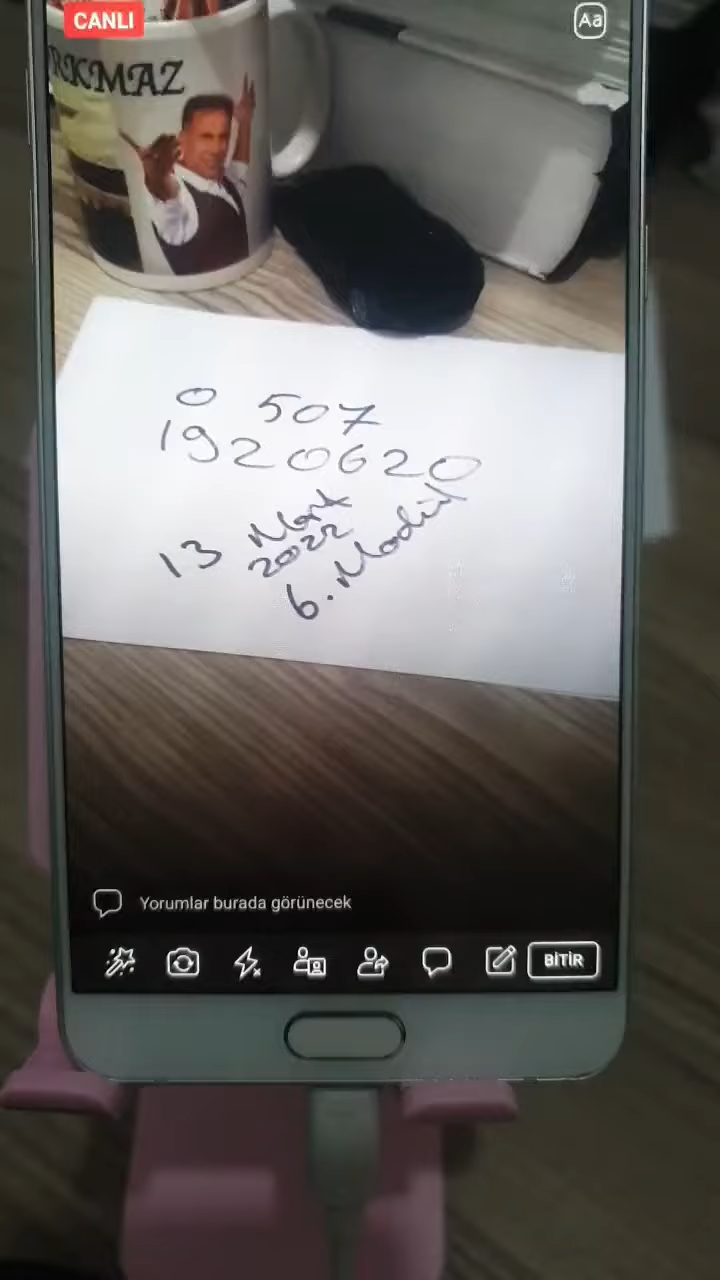 CANLI
Aa
RKMAZ
0 507
1920620
13 Mart
2022
6. Modül
Yorumlar burada görünecek
BİTİR